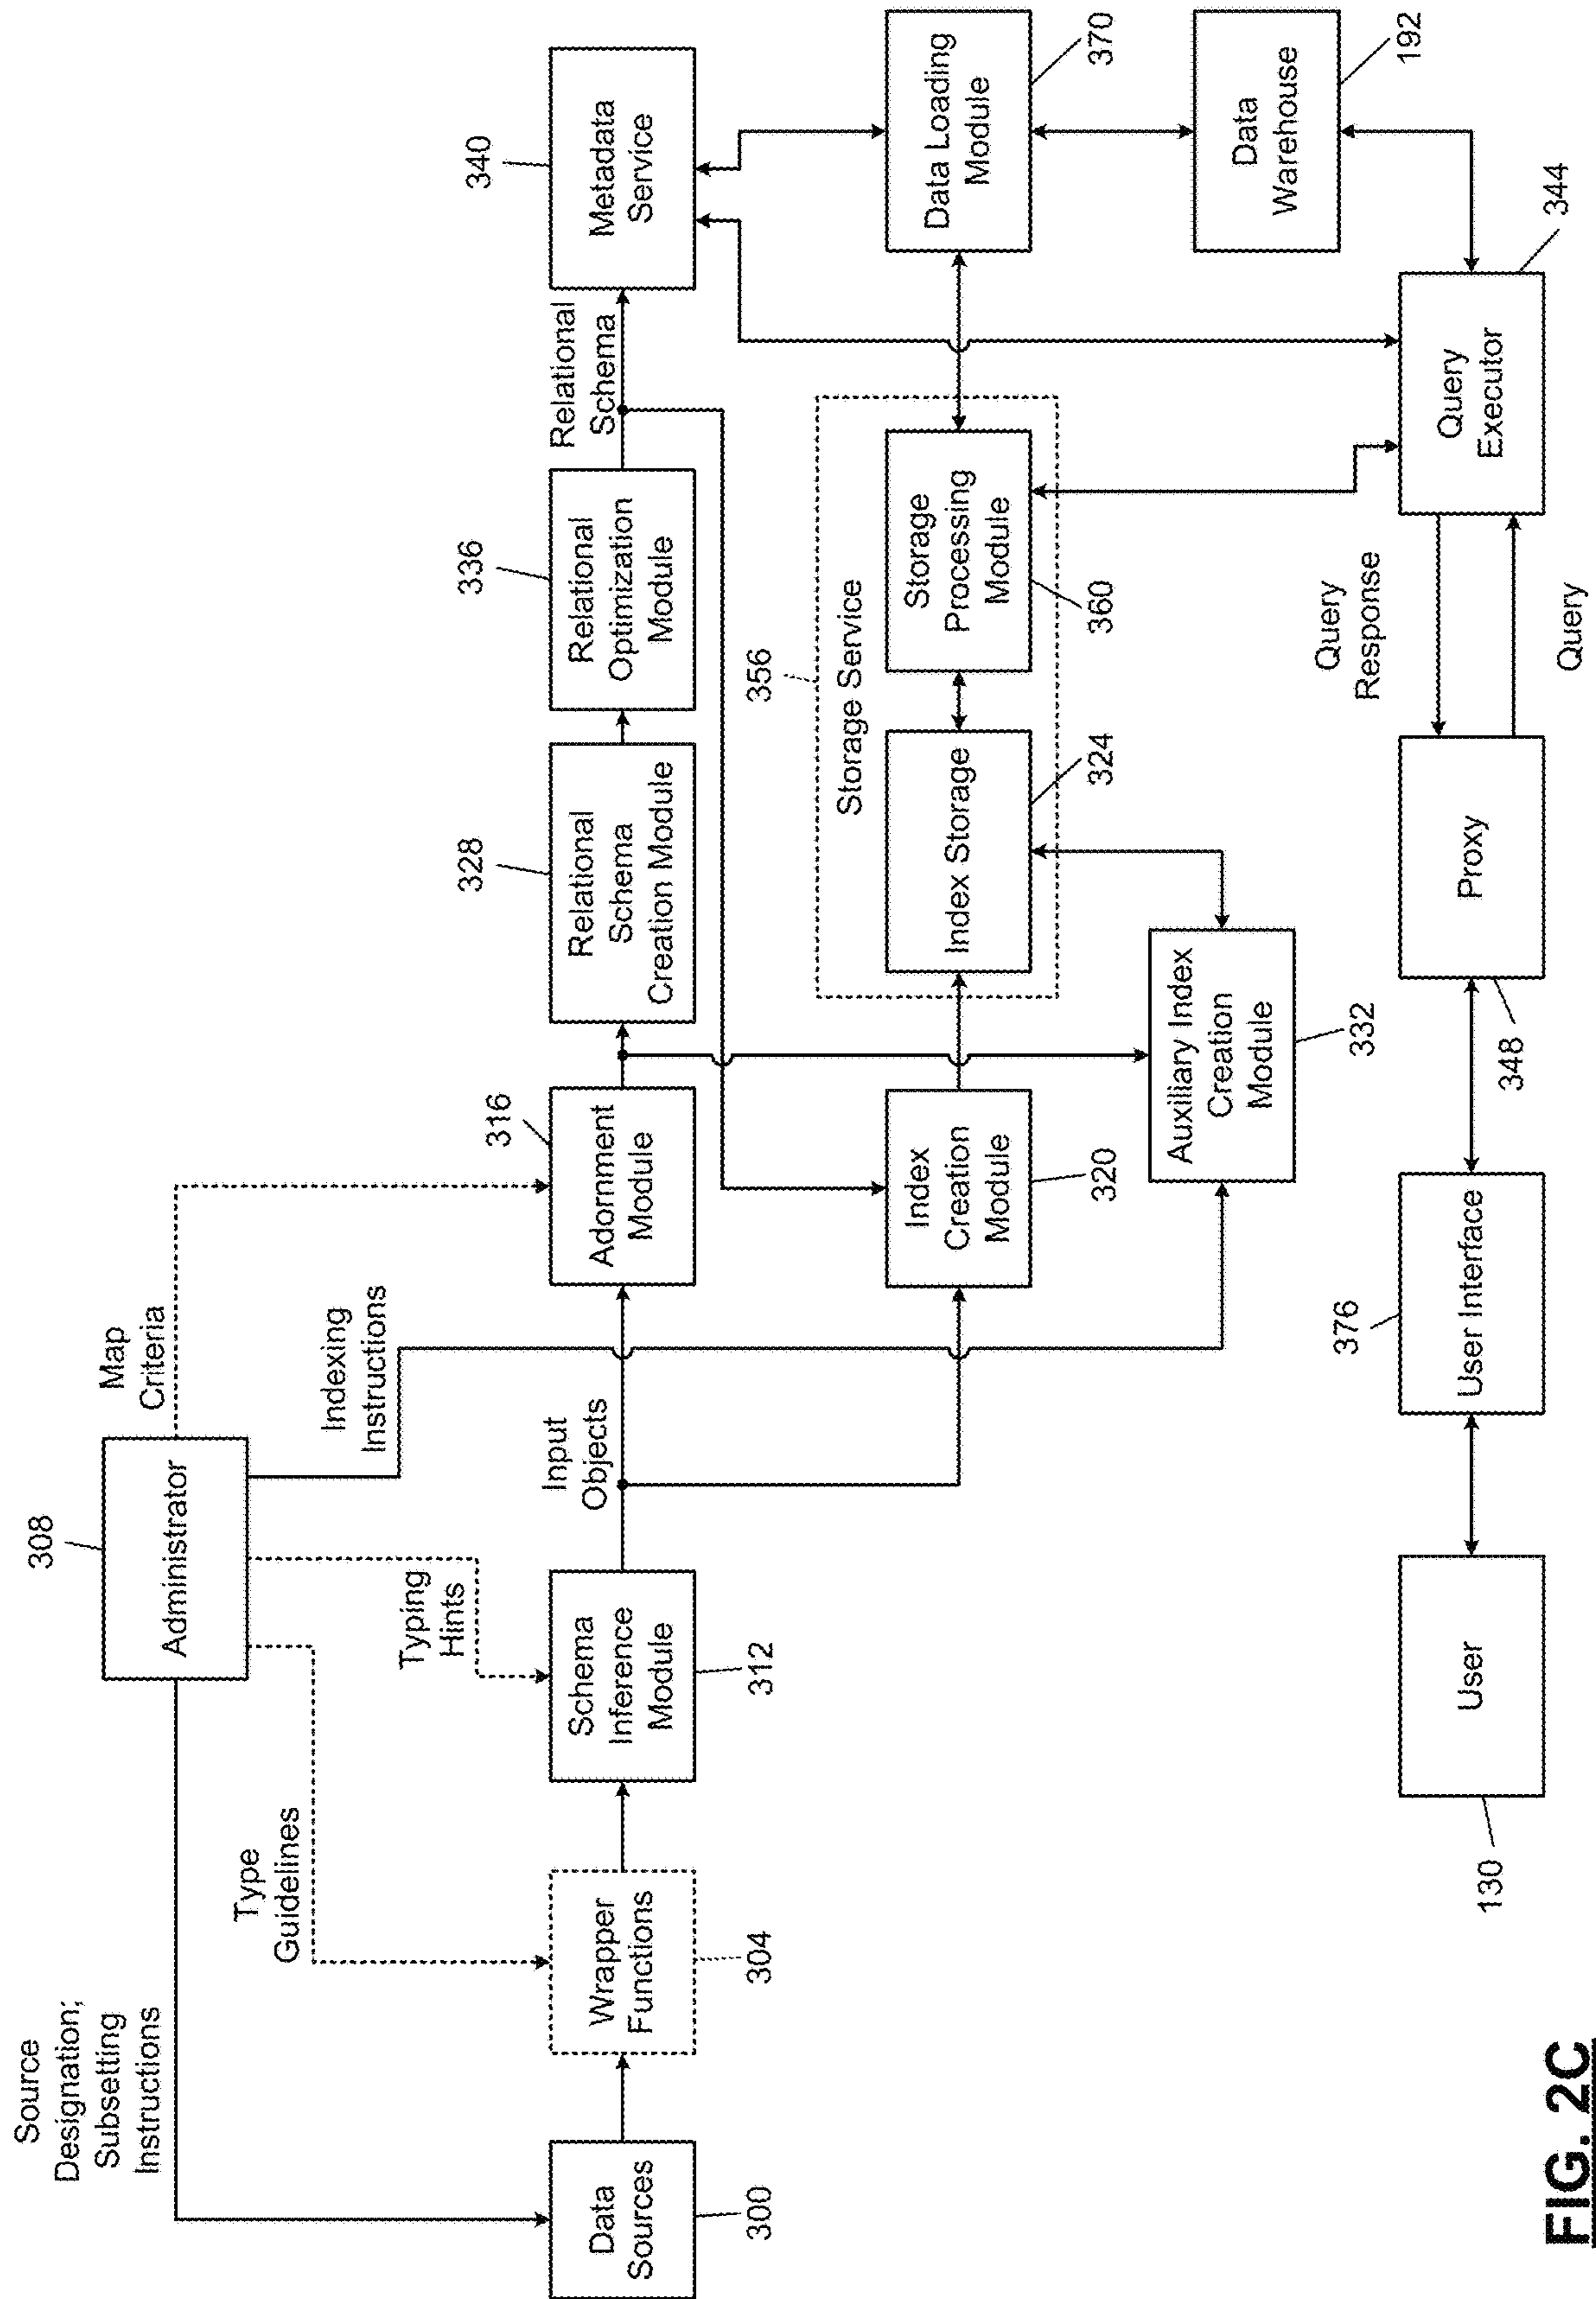 Source
Designation;
Subsetting
Instructions
Type
Guidelines
308
Administrator
Typing
Hints
Map
Criteria
Indexing
Instructions
Data
Sources
300
Wrapper
Functions
304
Schema
Inference
Module
312
Input
Objects
316
Adornment
Module
328
Relational
Schema
Creation Module
336
Relational
Optimization
Module
Relational
Schema
340
Metadata
Service
Index
Creation
Module
320
356
Storage Service
Index Storage
324
Storage
Processing
Module
360
Data Loading
Module
370
Auxiliary Index
Creation
Module
332
Data
Warehouse
192
User
130
376
User Interface
Proxy
348
Query
Response
Query
Query
Executor
344
FIG. 2C